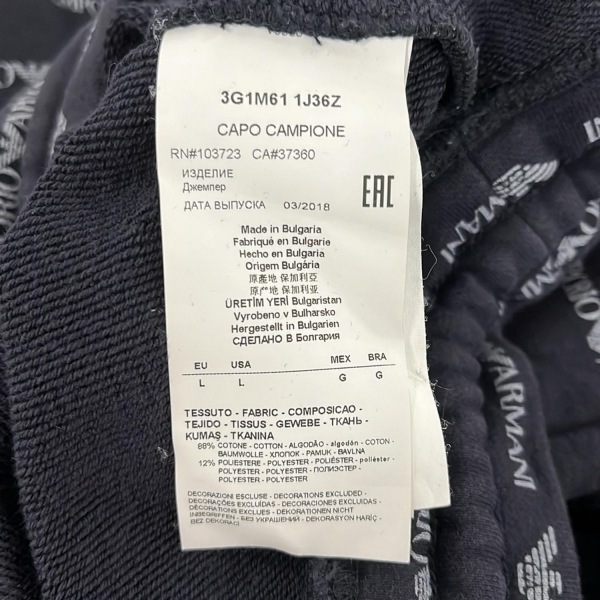 3G1M61 1J36Z
CAPO CAMPIONE
RN#103723 CA#37360
ИЗДЕЛИЕ
Джемпер
ДАТА ВЫПУСКА 03/2018
EAC
Made in Bulgaria
Fabriqué en Bulgarie
Hecho en Bulgaria
Origem Bulgária
原產地 保加利亞
原产地 保加利亚
ÜRETİM YERİ Bulgaristan
Vyrobeno v Bulharsko
Hergestellt in Bulgarien
СДЕЛАНО В Болгария
EU USA MEX BRA
L L G G
TESSUTO - FABRIC - COMPOSICAO -
TEJIDO - TISSUS - GEWEBE - ТКАНЬ -
KUMAŞ - TKANINA
88% COTONE - COTTON - ALGODÃO - algodón - COTON -
BAUMWOLLE - ХЛОПОК - PAMUK - BAVLNA
12% POLIESTERE - POLYESTER - POLIÉSTER - poliéster -
POLYESTER - POLYESTER - ПОЛИЭСТЕР -
POLYESTER - POLYESTER
DECORAZIONI ESCLUSE - DECORATIONS EXCLUDED -
DECORAÇÕES EXCLUÍDAS - DECORACIONES EXCLUIDAS -
DÉCORATIONS EXCLUES - DEKORATIONEN NICHT
INBEGRIFFEN - БЕЗ УКРАШЕНИЙ - DEKORASYON HARİÇ -
BEZ DEKORACÍ
ARMANI